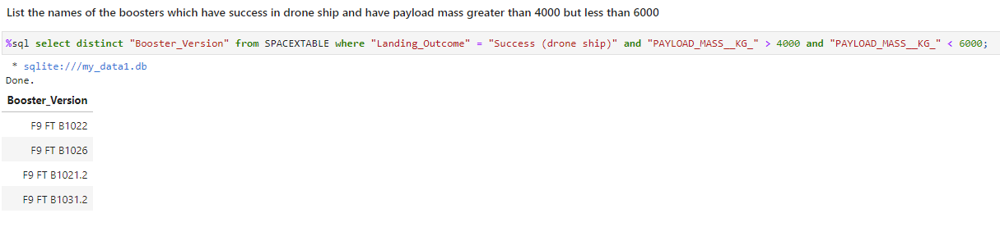 List the names of the boosters which have success in drone ship and have payload mass greater than 4000 but less than 6000
%sql select distinct "Booster_Version" from SPACEXTABLE where "Landing_Outcome" = "Success (drone ship)" and "PAYLOAD_MASS__KG_" > 4000 and "PAYLOAD_MASS__KG_" < 6000;
* sqlite:///my_data1.db
Done.
Booster_Version
F9 FT B1022
F9 FT B1026
F9 FT B1021.2
F9 FT B1031.2